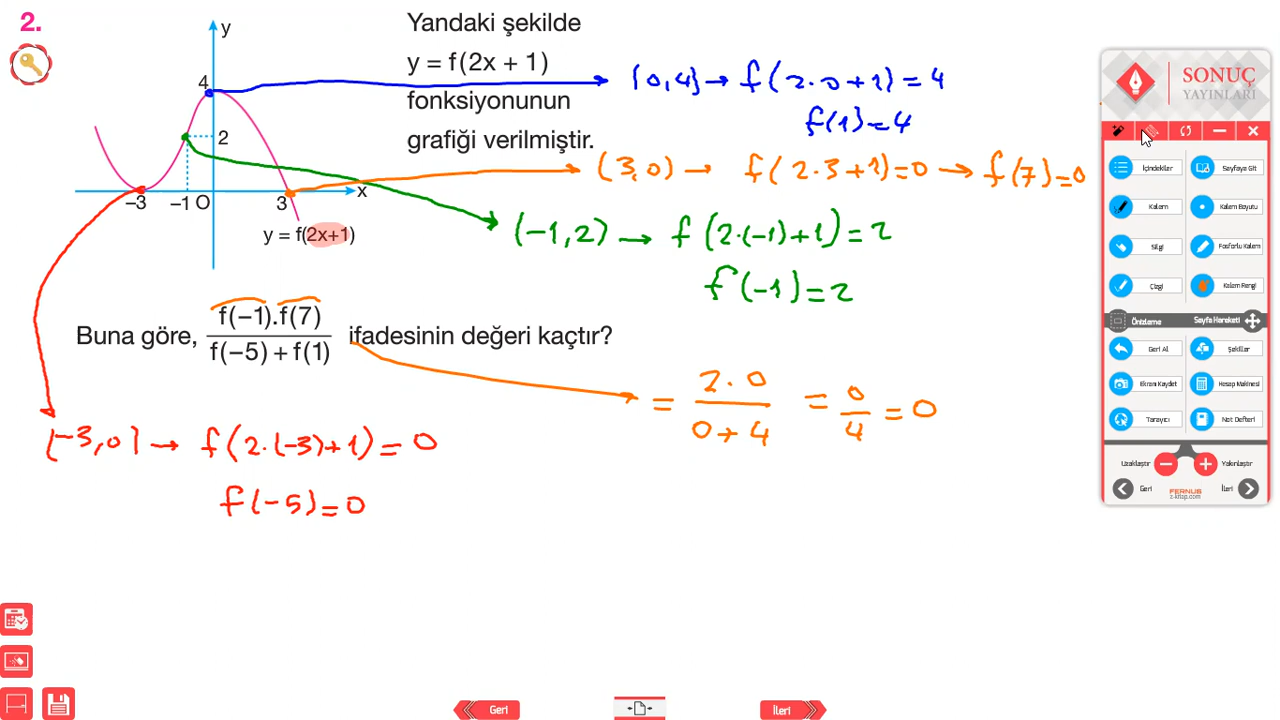 2.
Yandaki şekilde
y = f(2x + 1)
fonksiyonunun
grafiği verilmiştir.
y
4
2
−3
−1
O
3
x
y = f(2x+1)
(0,4) → f(2·0+1) = 4
f(1) = 4
(3,0) → f(2·3+1) = 0 → f(7) = 0
(−1,2) → f(2·(−1)+1) = 2
f(−1) = 2
Buna göre, f(−1).f(7) / f(−5) + f(1) ifadesinin değeri kaçtır?
= 2·0 / 0+4 = 0/4 = 0
(−3,0) → f(2·(−3)+1) = 0
f(−5) = 0
SONUÇ
YAYINLARI
İçindekiler
Sayfaya Git
Kalem
Kalem Boyutu
Silgi
Fosforlu Kalem
Çizgi
Kalem Rengi
Önizleme
Sayfa Hareketi
Geri Al
Şekiller
Ekran Kaydet
Hesap Makinesi
Tarayıcı
Not Defteri
Uzaklaştır
Yakınlaştır
Geri
FERNUS
z-kitap.com
İleri
Geri
İleri